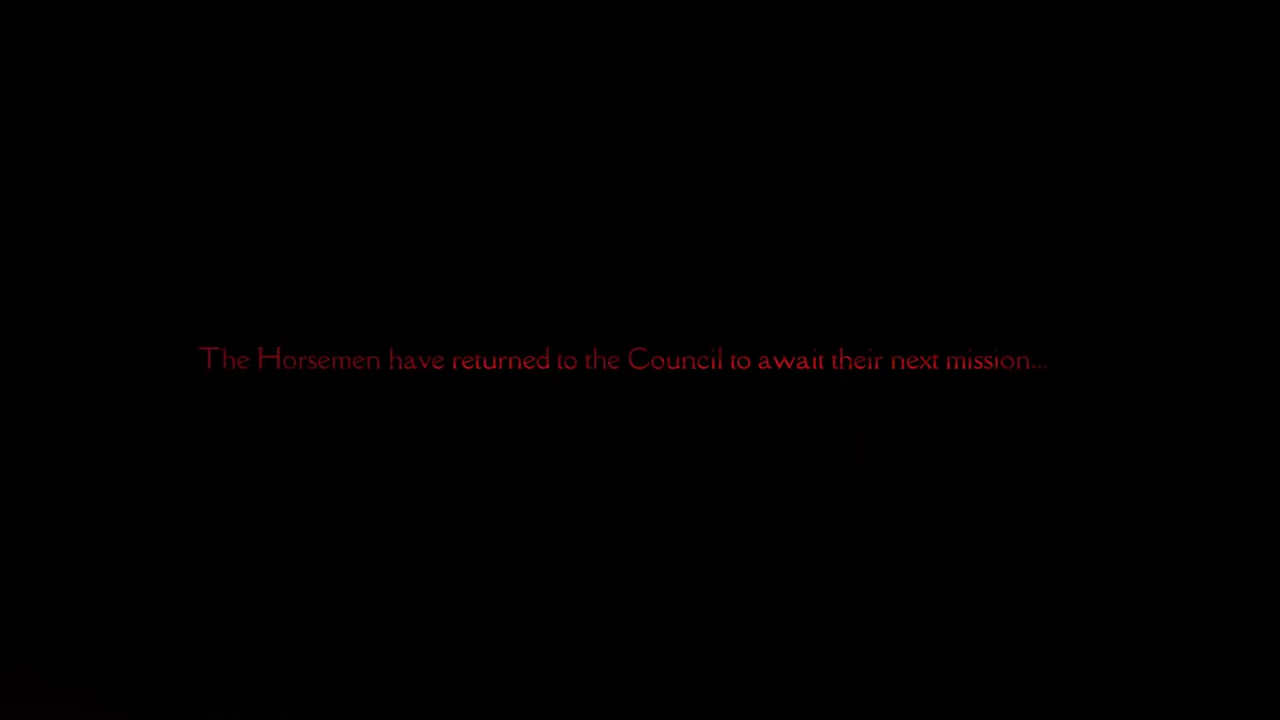 The Horsemen have returned to the Council to await their next mission...